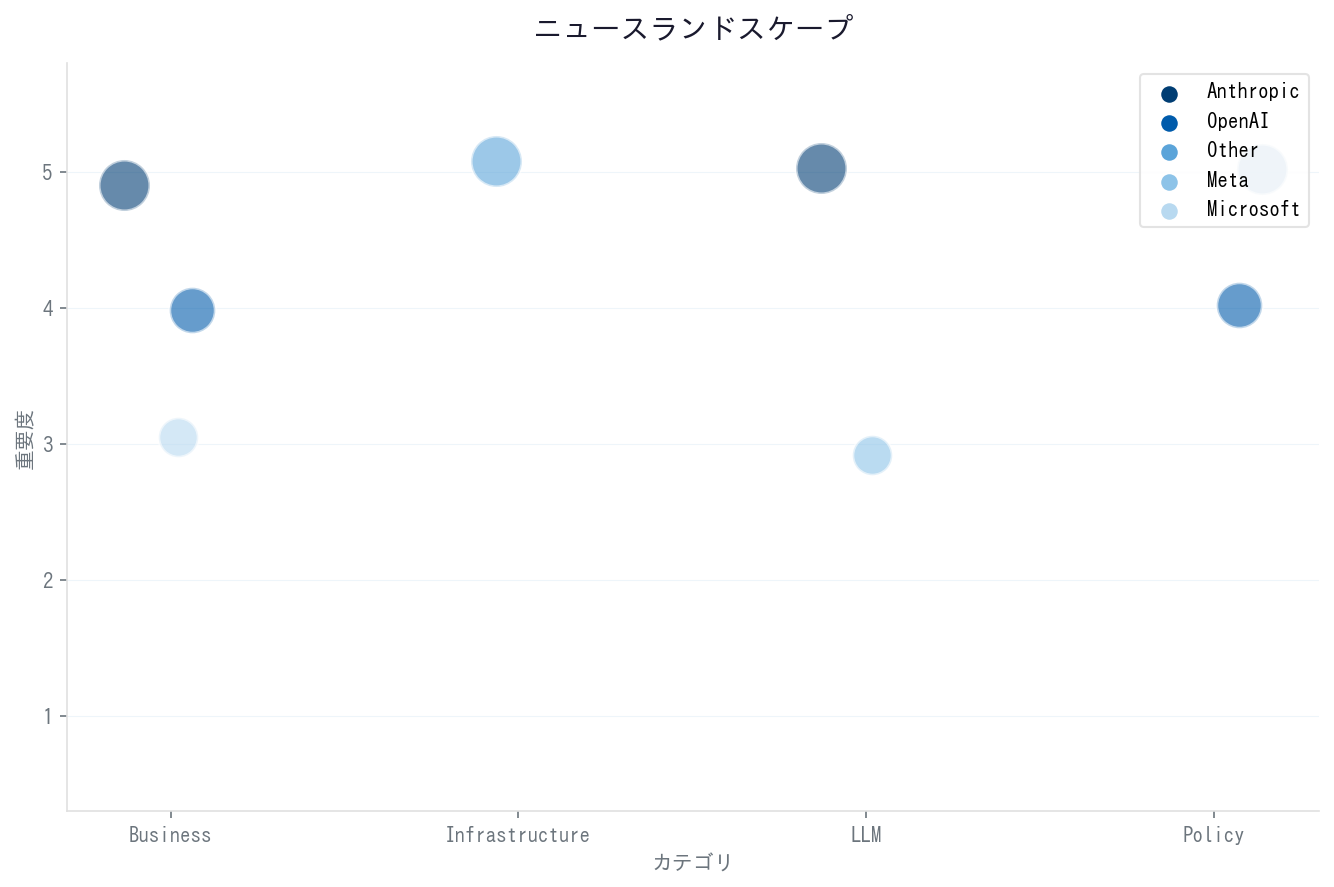 ニュースランドスケープ
Anthropic
OpenAI
Other
Meta
Microsoft
5
4
3
2
1
重要度
Business
Infrastructure
LLM
Policy
カテゴリ